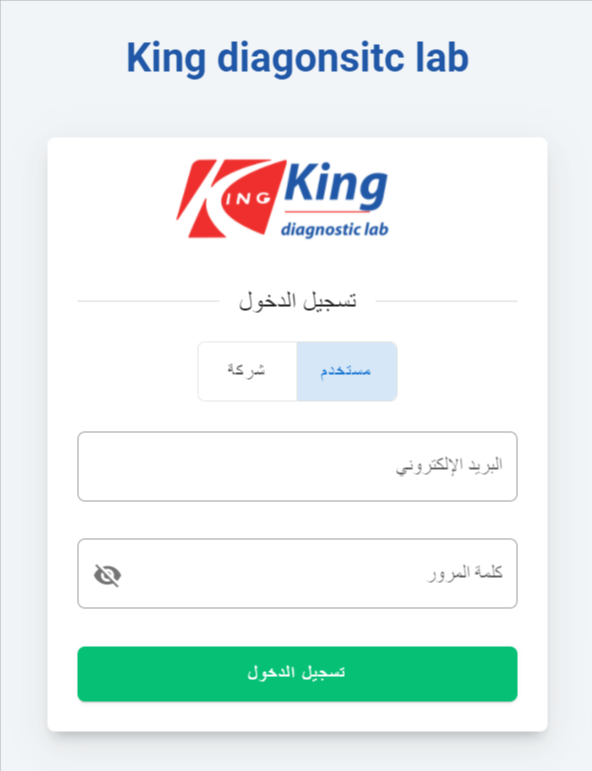 King diagonsitc lab
KING King
diagnostic lab
تسجيل الدخول
مستخدم
شركة
البريد الإلكتروني
كلمة المرور
تسجيل الدخول